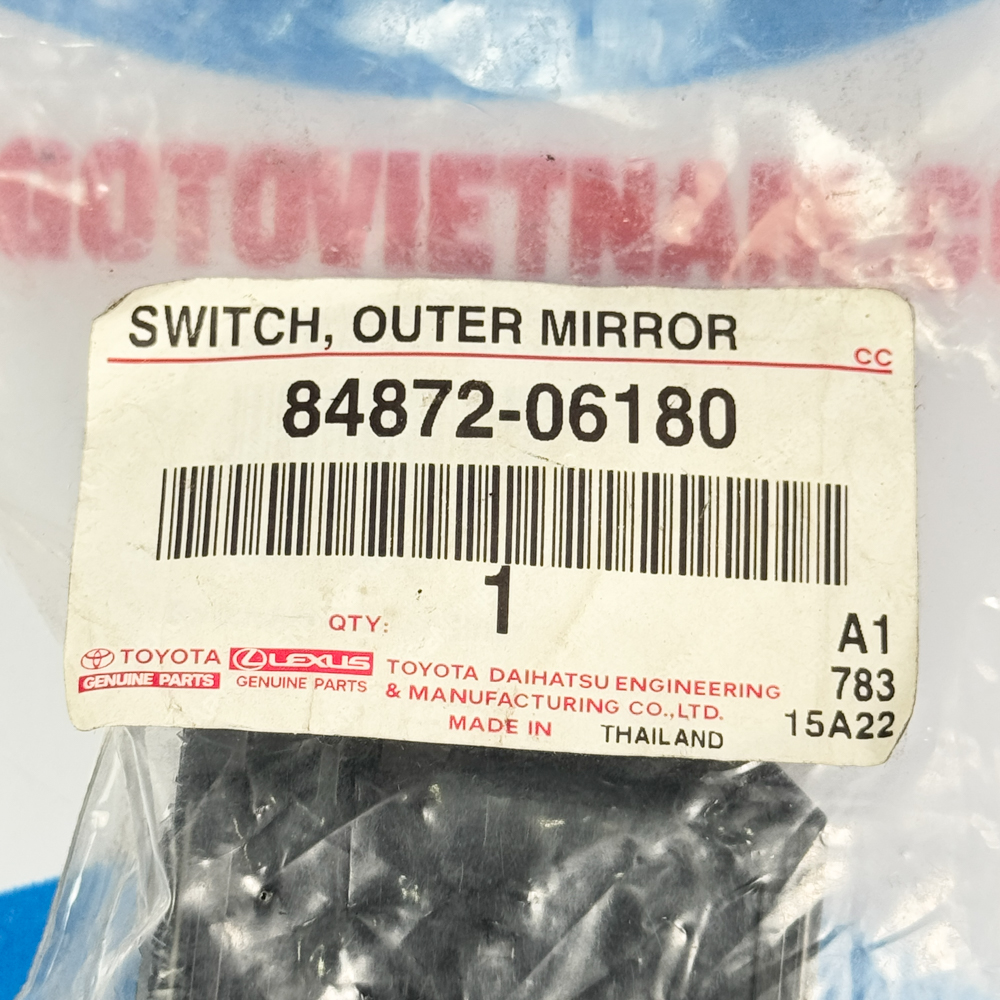 GOTOVIETNAM.C
SWITCH, OUTER MIRROR
CC
84872-06180
1
QTY:
A1
TOYOTA
GENUINE PARTS
LEXUS
GENUINE PARTS
TOYOTA DAIHATSU ENGINEERING
& MANUFACTURING CO.,LTD.
783
MADE IN THAILAND
15A22